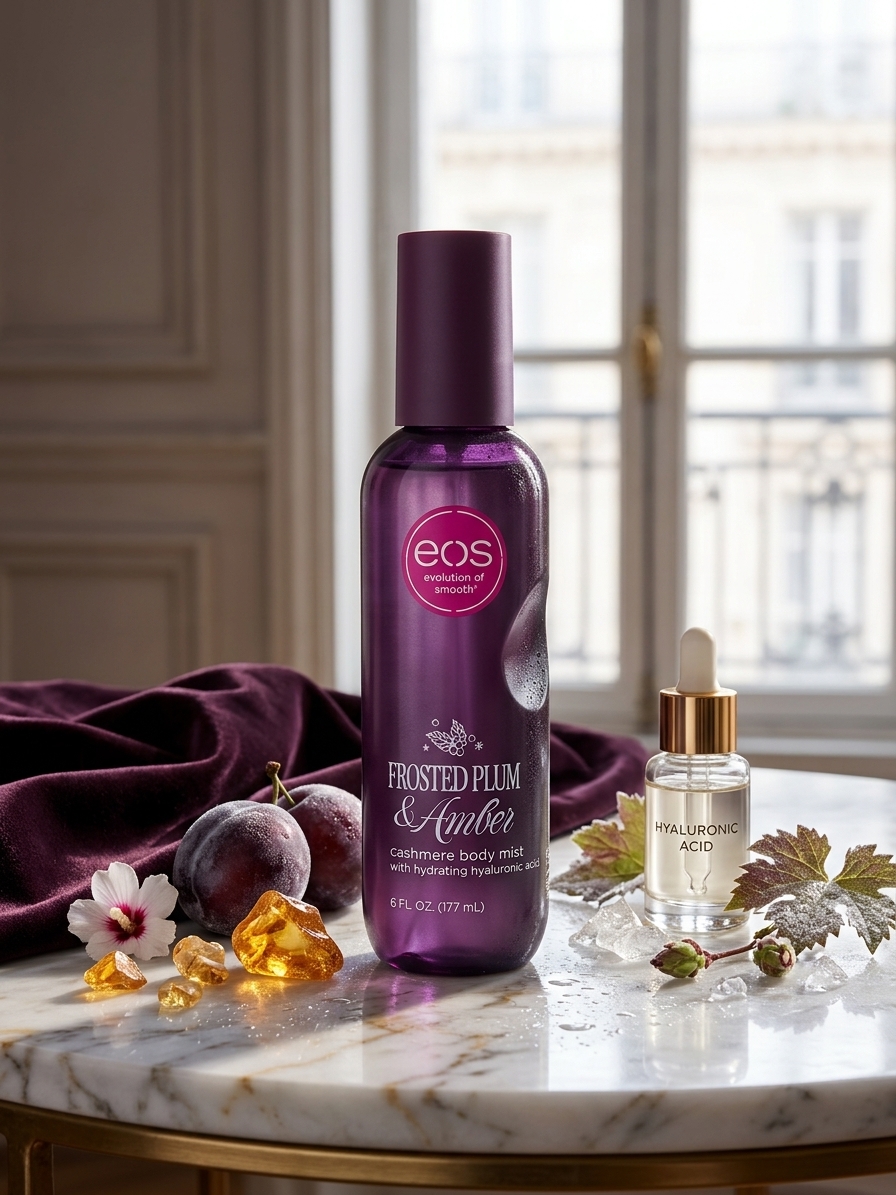 eos
evolution of
smooth®
FROSTED PLUM
& Amber
cashmere body mist
with hydrating hyaluronic acid
6 FL OZ. (177 mL)
HYALURONIC
ACID